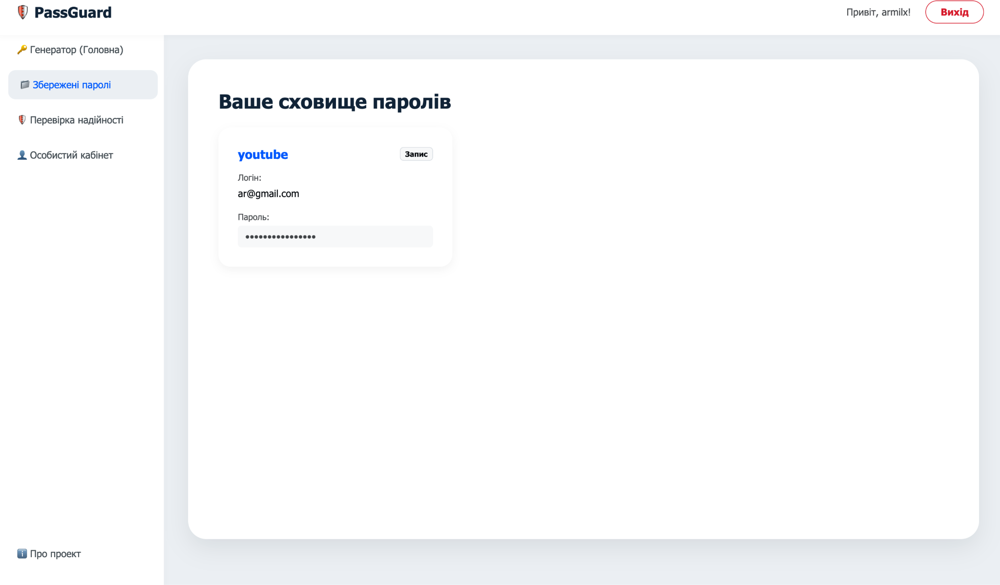 PassGuard
Привіт, armilx!
Вихід
Генератор (Головна)
Збережені паролі
Перевірка надійності
Особистий кабінет
Про проект
Ваше сховище паролів
youtube
Запис
Логін:
ar@gmail.com
Пароль:
••••••••••••••••